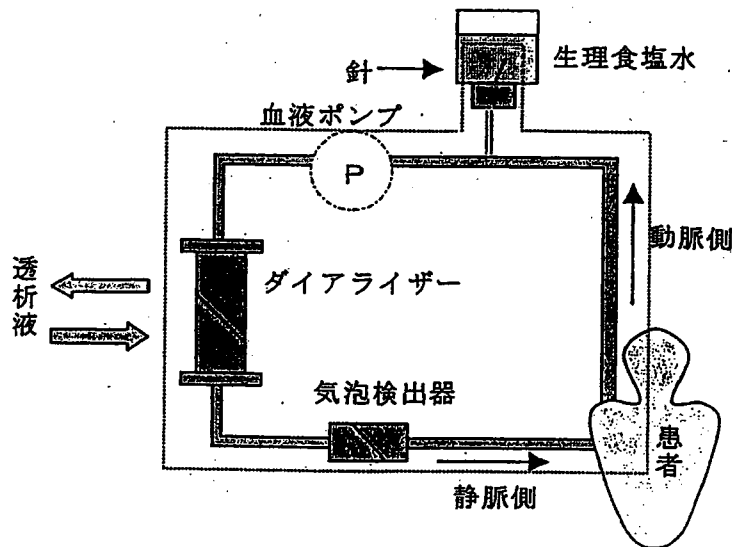 生理食塩水
針
血液ポンプ
P
動脈側
透析液
ダイアライザー
気泡検出器
患者
静脈側